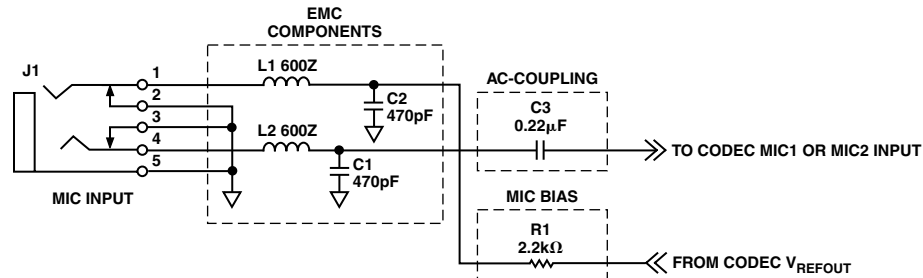 EMC
COMPONENTS
J1
1
L1 600Z
AC-COUPLING
2
C2
470pF
C3
0.22μF
3
L2 600Z
4
TO CODEC MIC1 OR MIC2 INPUT
5
C1
470pF
MIC INPUT
MIC BIAS
R1
2.2kΩ
FROM CODEC VREFOUT